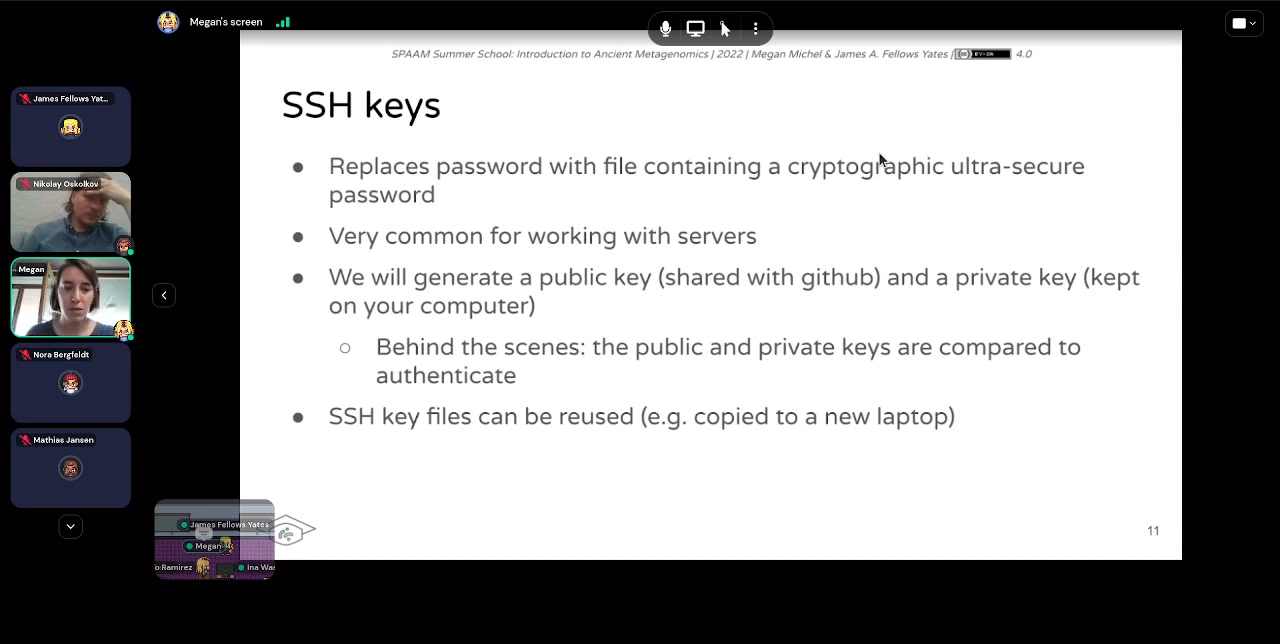 Megan's screen
SPAAM Summer School: Introduction to Ancient Metagenomics | 2022 | Megan Michel & James A. Fellows Yates | BY-SA 4.0
SSH keys
● Replaces password with file containing a cryptographic ultra-secure
password
● Very common for working with servers
● We will generate a public key (shared with github) and a private key (kept
on your computer)
○ Behind the scenes: the public and private keys are compared to
authenticate
● SSH key files can be reused (e.g. copied to a new laptop)
11
James Fellows Yat...
Nikolay Oskolkov
Megan
Nora Bergfeldt
Mathias Jansen
James Fellows Yates
Megan
o Ramirez
Ina Was